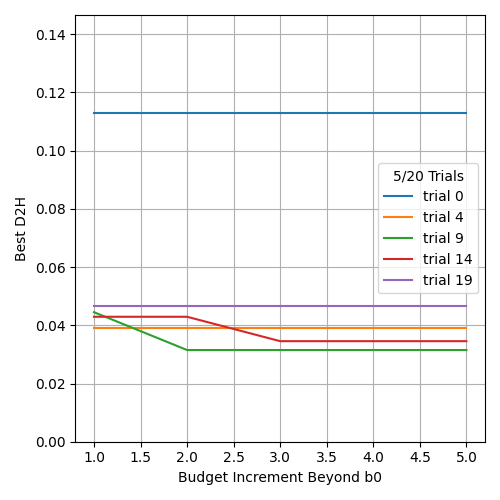 0.14
0.12
0.10
0.08
0.06
0.04
0.02
0.00
Best D2H
5/20 Trials
trial 0
trial 4
trial 9
trial 14
trial 19
1.0 1.5 2.0 2.5 3.0 3.5 4.0 4.5 5.0
Budget Increment Beyond b0